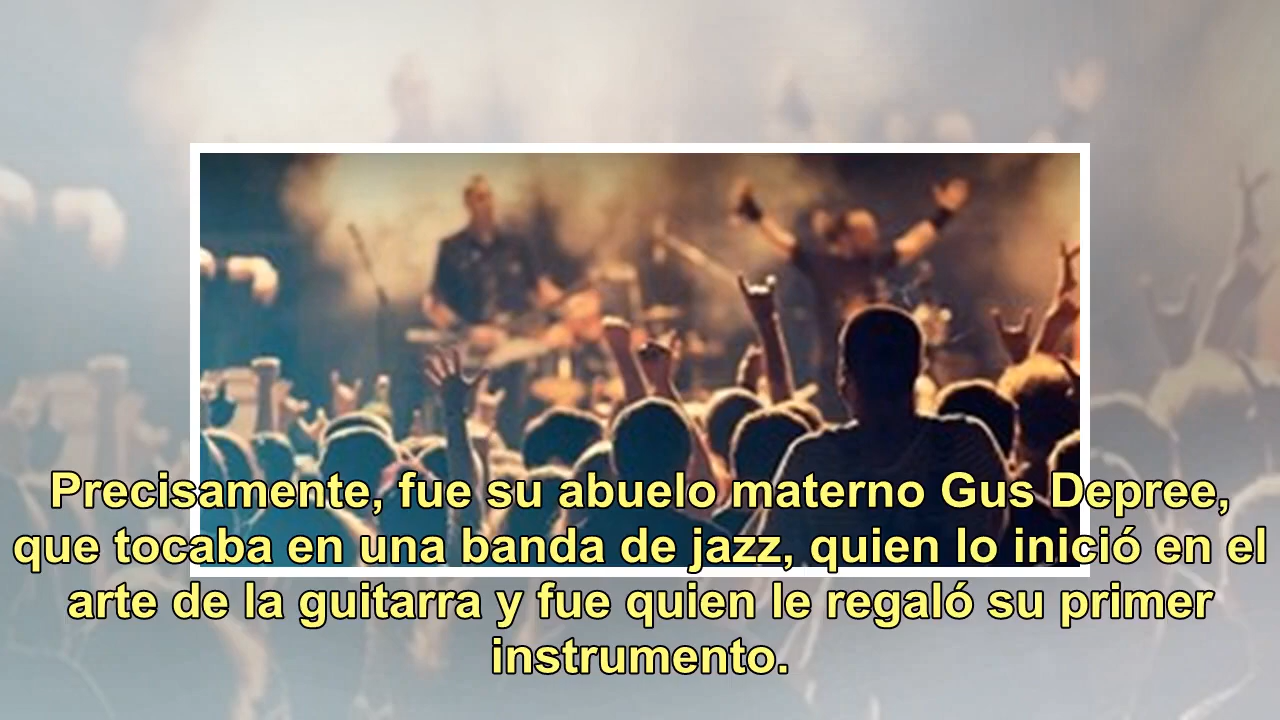 Precisamente, fue su abuelo materno Gus Depree,
que tocaba en una banda de jazz, quien lo inició en el
arte de la guitarra y fue quien le regaló su primer
instrumento.